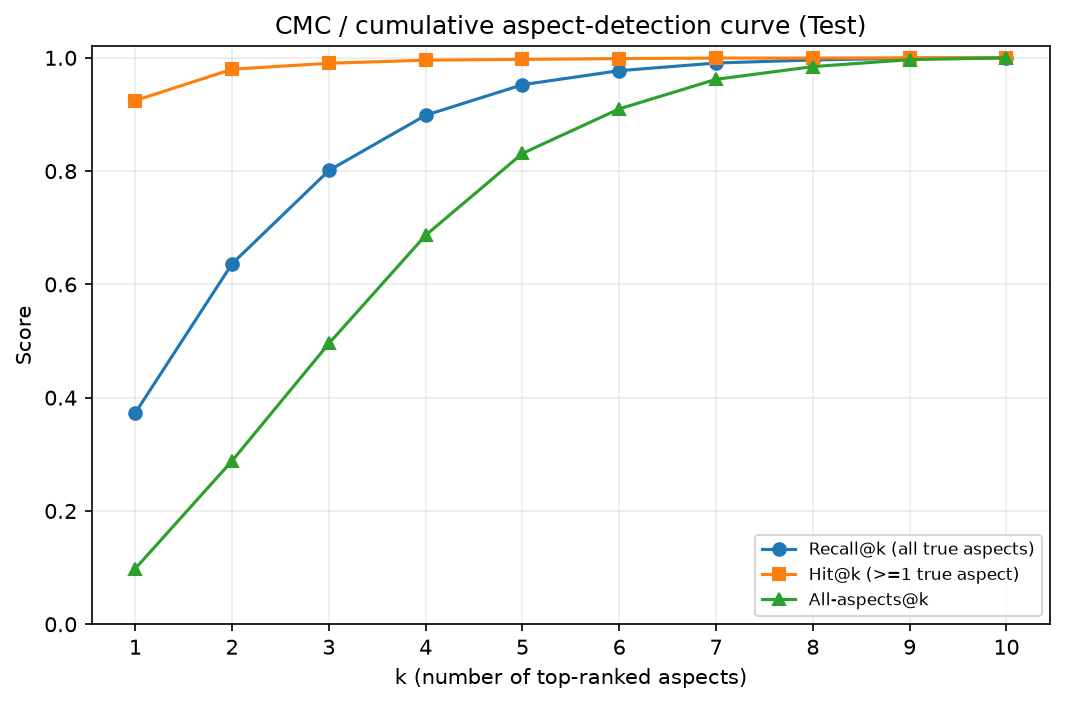 CMC / cumulative aspect-detection curve (Test)
1.0
0.8
0.6
0.4
0.2
0.0
Score
Recall@k (all true aspects)
Hit@k (>=1 true aspect)
All-aspects@k
1 2 3 4 5 6 7 8 9 10
k (number of top-ranked aspects)